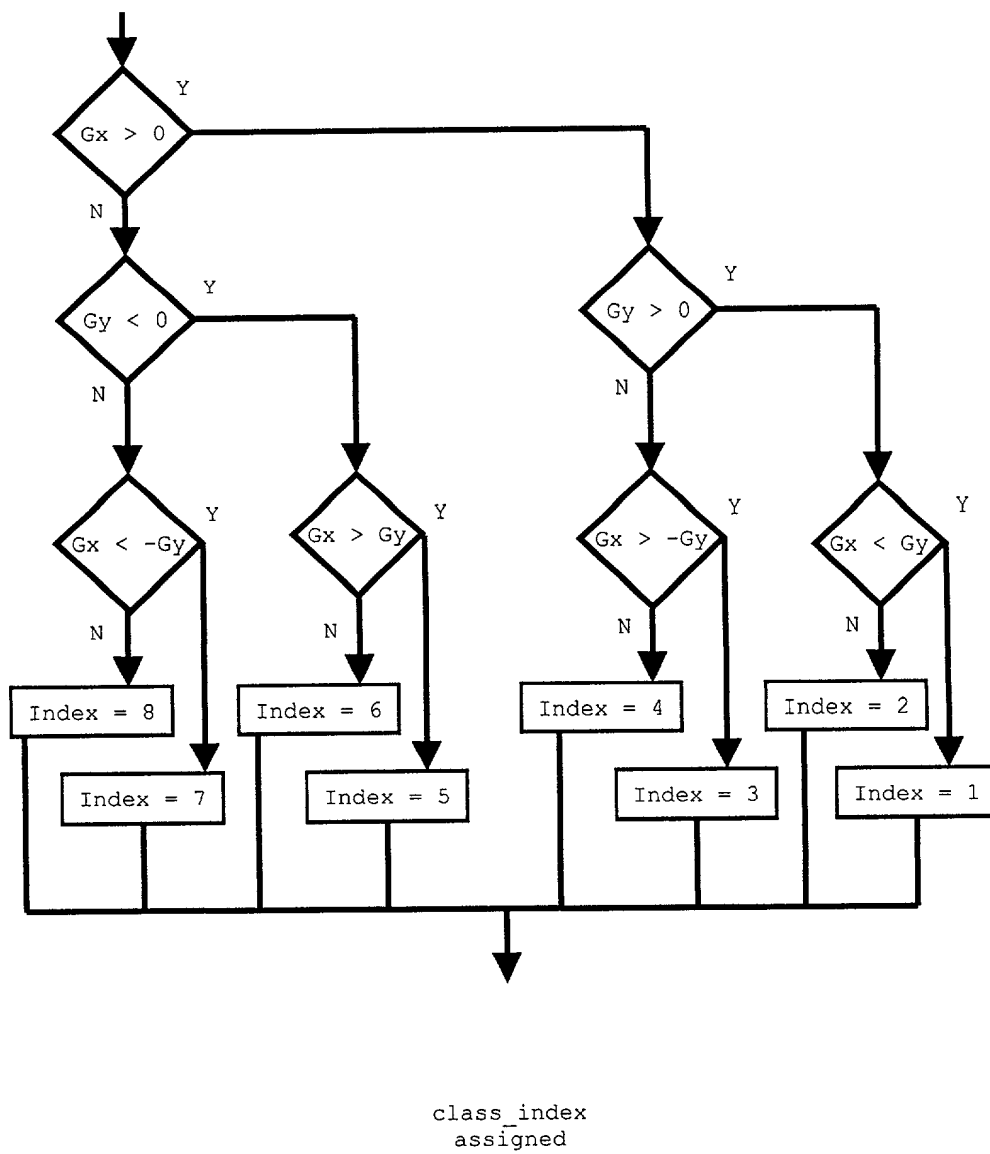 Y
Gx > 0
N
Y
Y
Gy < 0
Gy > 0
N
N
Y
Y
Y
Y
Gx < -Gy
Gx > Gy
Gx > -Gy
Gx < Gy
N
N
N
N
Index = 8
Index = 6
Index = 4
Index = 2
Index = 7
Index = 5
Index = 3
Index = 1
class_index
assigned